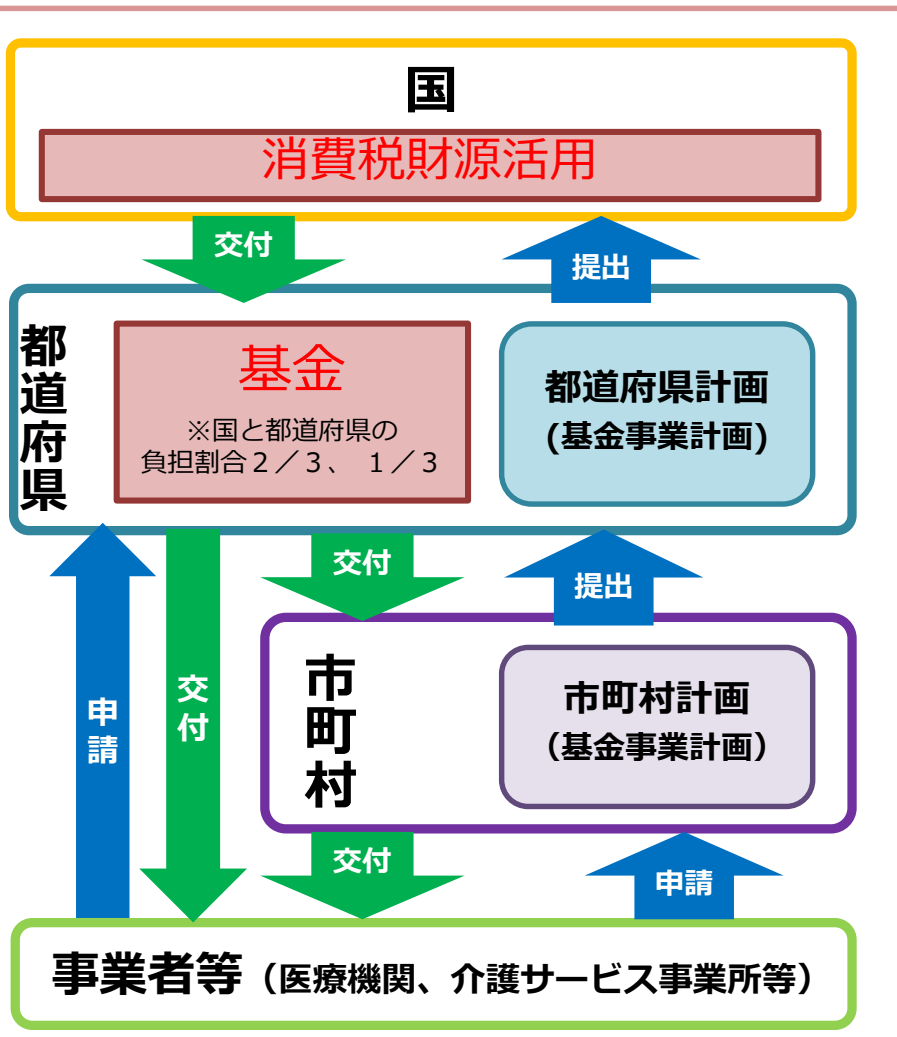 国
消費税財源活用
交付
提出
都道府県
基金
※国と都道府県の
負担割合２／３、 １／３
都道府県計画
(基金事業計画)
交付
提出
申請
交付
市町村
市町村計画
（基金事業計画）
交付
申請
事業者等（医療機関、介護サービス事業所等）